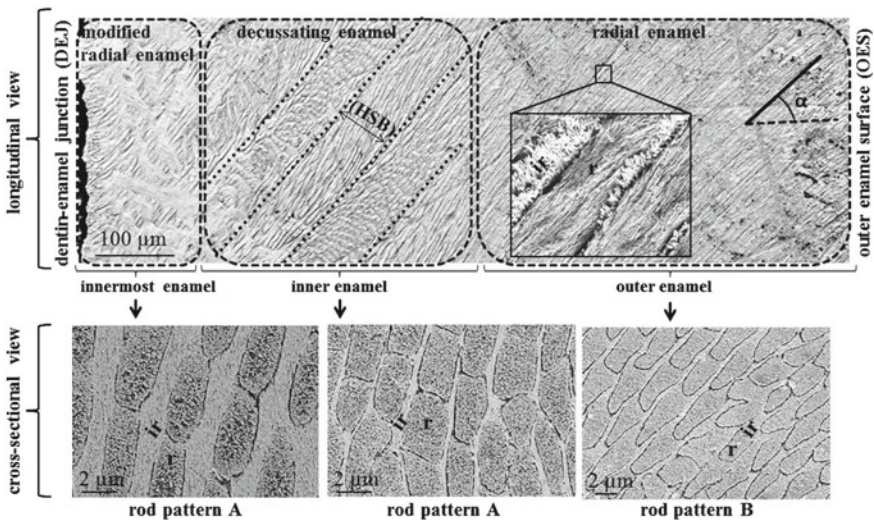 longitudinal view
dentin-enamel junction (DEJ)
modified
radial enamel
decussating enamel
radial enamel
outer enamel surface (OES)
(HSB)
ir
r
α
100 μm
innermost enamel
inner enamel
outer enamel
cross-sectional view
ir
r
2 μm
ir
r
2 μm
ir
r
2 μm
rod pattern A
rod pattern A
rod pattern B